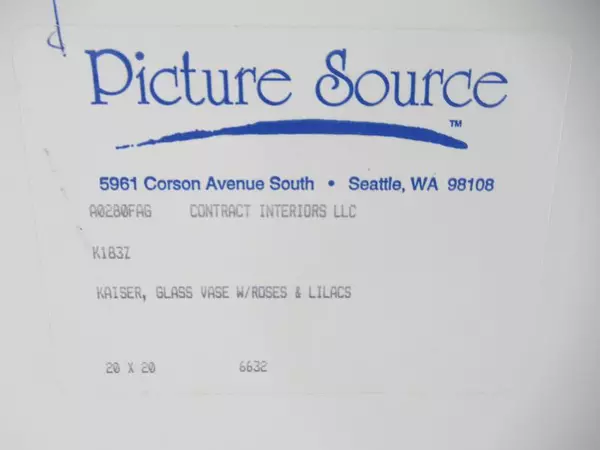 Picture Source
™
5961 Corson Avenue South • Seattle, WA 98108
A0280FAG CONTRACT INTERIORS LLC
K183Z
KAISER, GLASS VASE W/ROSES & LILACS
20 X 20 6632